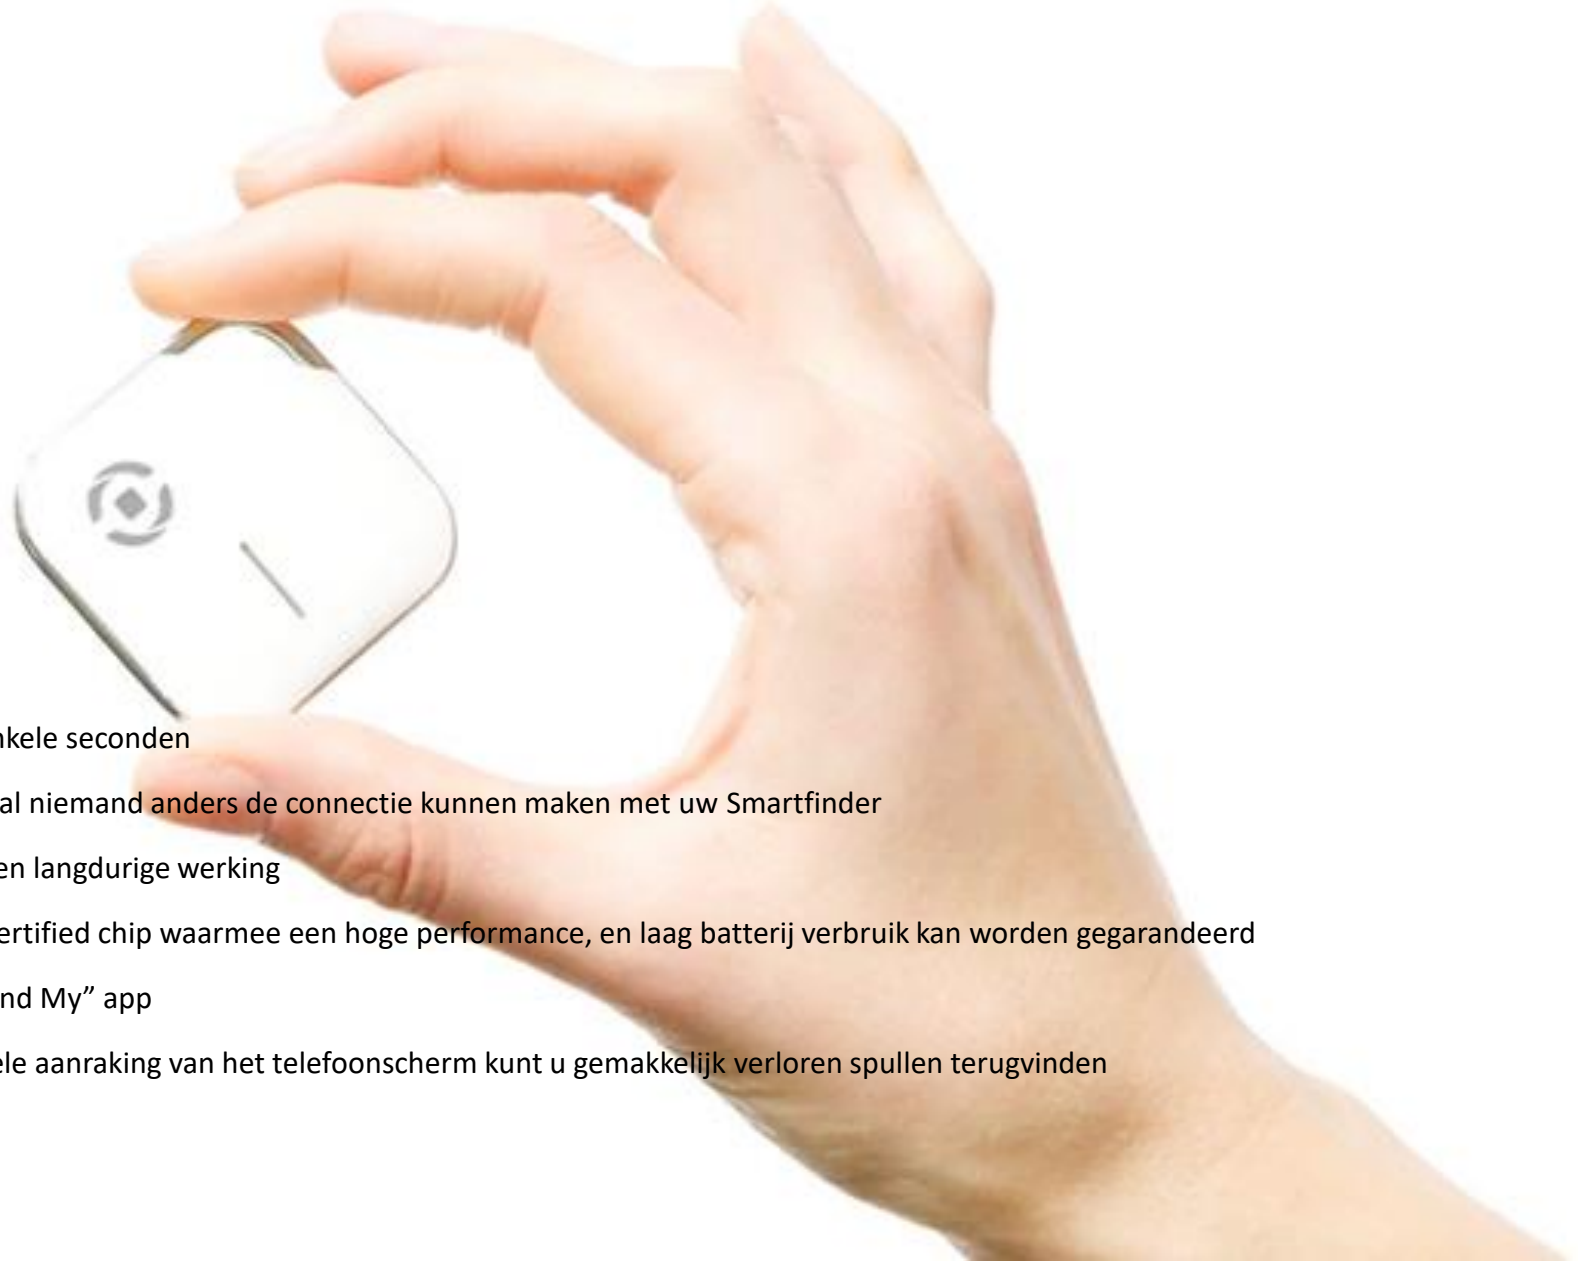 nkele seconden
al niemand anders de connectie kunnen maken met uw Smartfinder
en langdurige werking
ertified chip waarmee een hoge performance, en laag batterij verbruik kan worden gegarandeerd
nd My” app
ele aanraking van het telefoonscherm kunt u gemakkelijk verloren spullen terugvinden